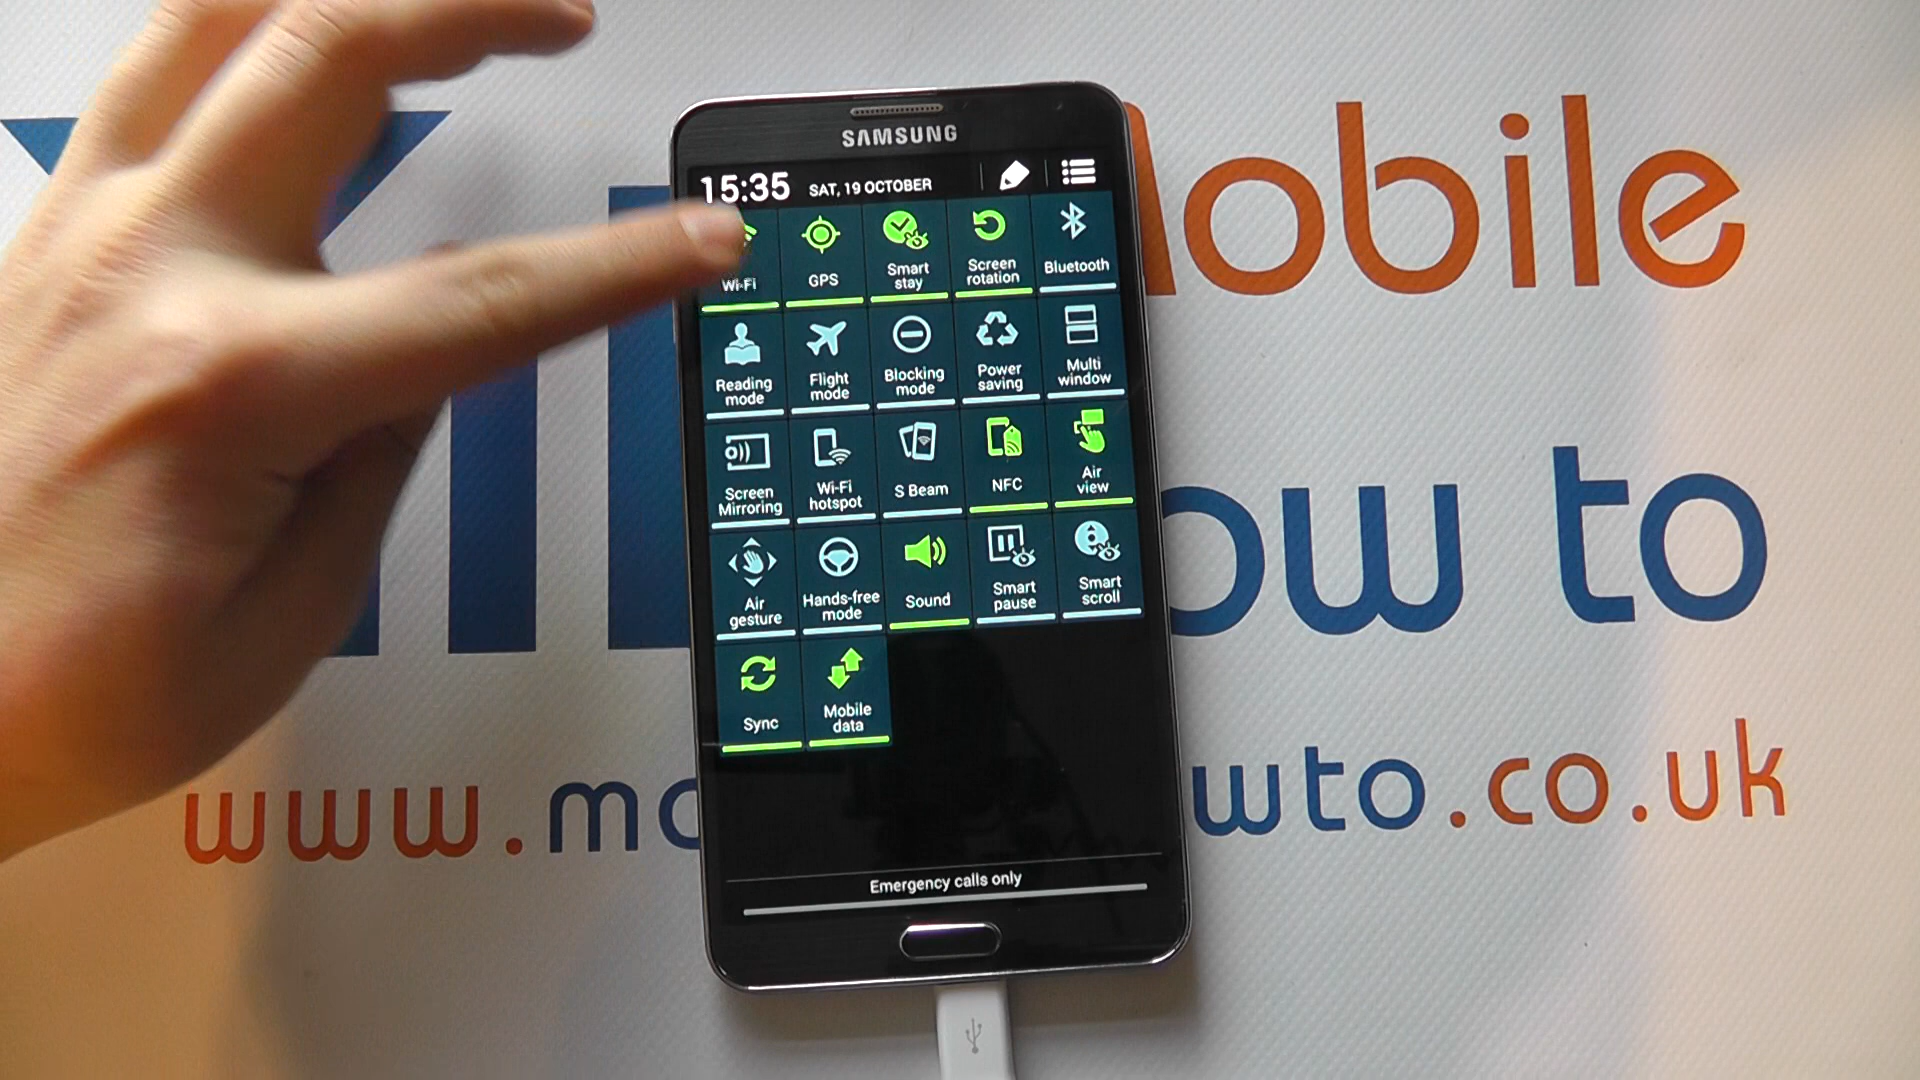 SAMSUNG
15:35 SAT, 19 OCTOBER
Wi-Fi
GPS
Smart
stay
Screen
rotation
Bluetooth
Reading
mode
Flight
mode
Blocking
mode
Power
saving
Multi
window
Screen
Mirroring
Wi-Fi
hotspot
S Beam
NFC
Air
view
Air
gesture
Hands-free
mode
Sound
Smart
pause
Smart
scroll
Sync
Mobile
data
Emergency calls only
Mobile
ow to
www.mo
wto.co.uk